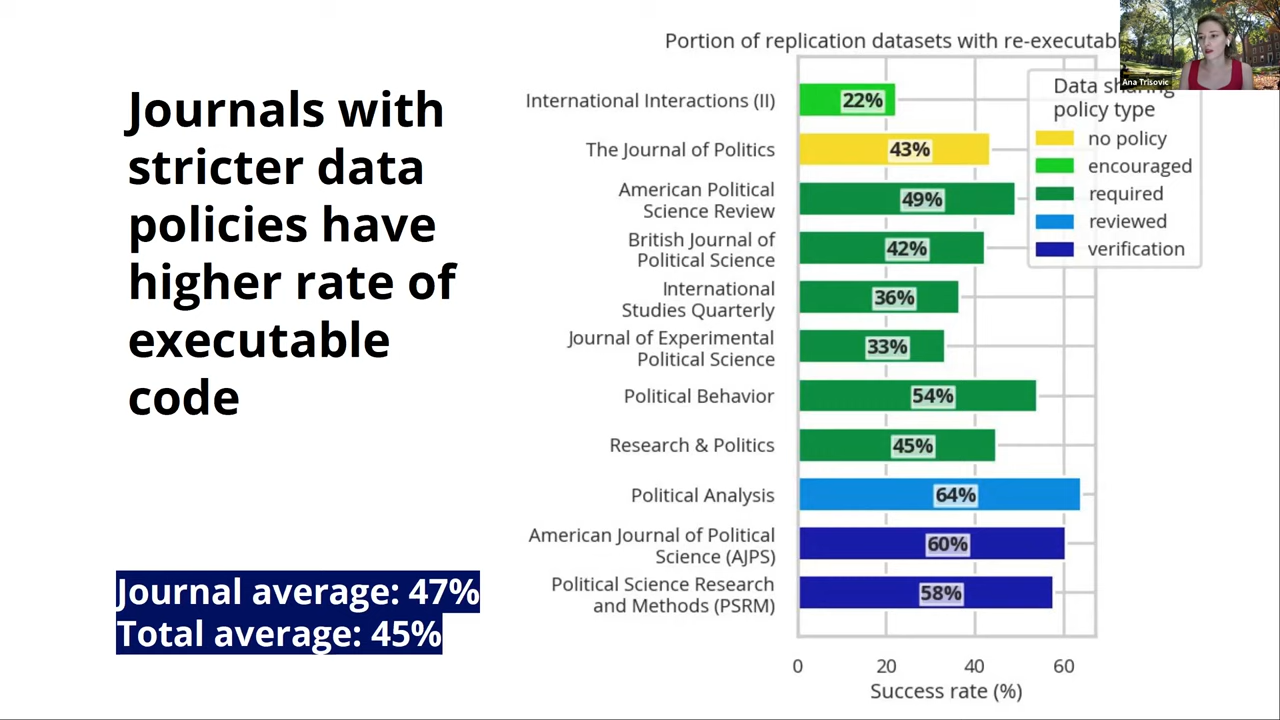 Journals with
stricter data
policies have
higher rate of
executable
code
Journal average: 47%
Total average: 45%
Portion of replication datasets with
Ana Trisovic
International Interactions (II)
22%
The Journal of Politics
43%
American Political
Science Review
49%
British Journal of
Political Science
42%
International
Studies Quarterly
36%
Journal of Experimental
Political Science
33%
Political Behavior
54%
Research & Politics
45%
Political Analysis
64%
American Journal of Political
Science (AJPS)
60%
Political Science Research
and Methods (PSRM)
58%
0 20 40 60
Success rate (%)
Data sharing
policy type
no policy
encouraged
required
reviewed
verification